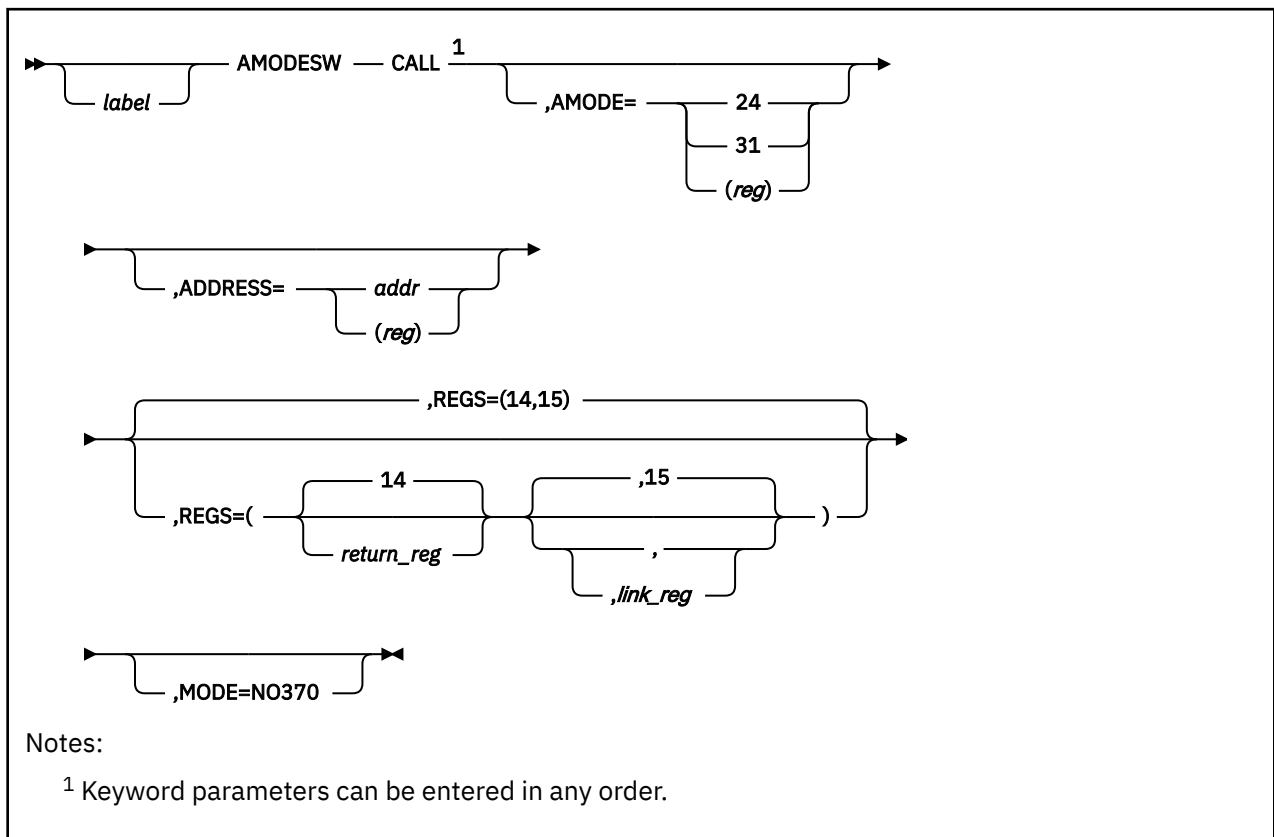 1
AMODESW CALL
label
,AMODE= 24
31
(reg)
,ADDRESS= addr
(reg)
,REGS=(14,15)
14 ,15
,REGS=( )
return_reg ,
,link_reg
,MODE=NO370
Notes:
1 Keyword parameters can be entered in any order.